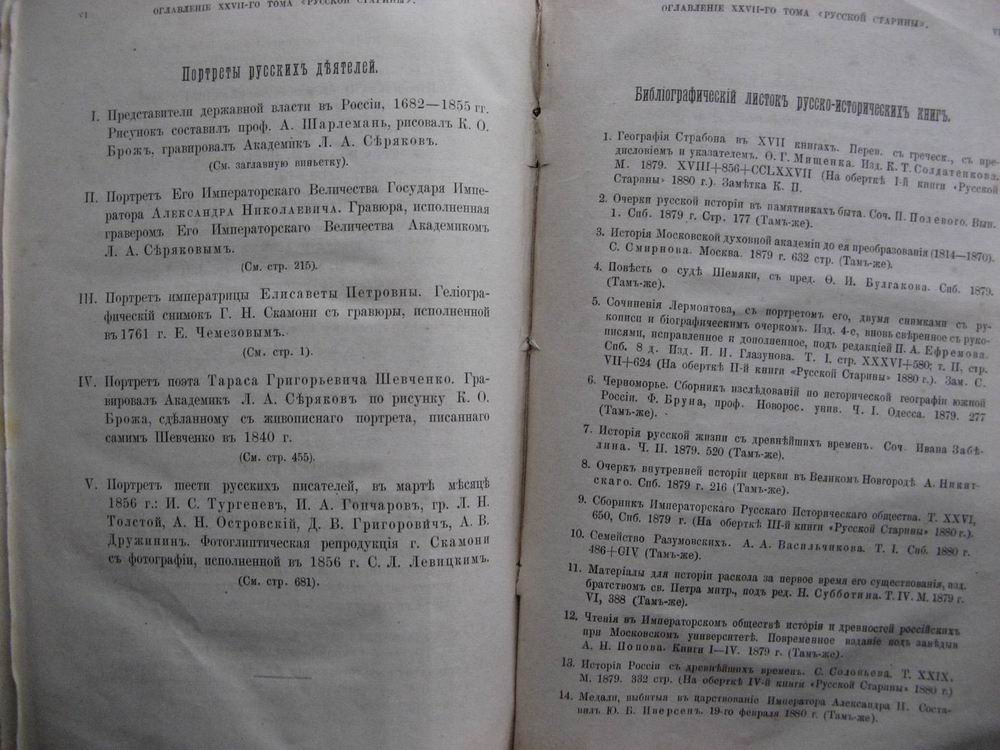 VI
ОГЛАВЛЕНІЕ XXVII-ГО ТОМА «РУССКОЙ СТАРИНЫ».
Портреты русскихъ дѣятелей.
I. Представители державной власти въ Россіи, 1682—1855 гг.
Рисунокъ составилъ проф. А. Шарлемань, рисовалъ К. О.
Брожъ, гравировалъ Академикъ Л. А. Сѣряковъ.
(См. заглавную виньетку).
II. Портретъ Его Императорскаго Величества Государя Импе-
ратора Александра Николаевича. Гравюра, исполненная
граверомъ Его Императорскаго Величества Академикомъ
Л. А. Сѣряковымъ.
(См. стр. 215).
III. Портретъ императрицы Елисаветы Петровны. Геліогра-
фическій снимокъ Г. Н. Скамони съ гравюры, исполненной
въ 1761 г. Е. Чемезовымъ.
(См. стр. 1).
IV. Портретъ поэта Тараса Григорьевича Шевченко. Гра-
вировалъ Академикъ Л. А. Сѣряковъ по рисунку К. О.
Брожа, сдѣланному съ живописнаго портрета, писаннаго
самимъ Шевченко въ 1840 г.
(См. стр. 455).
V. Портретъ шести русскихъ писателей, въ мартѣ мѣсяцѣ
1856 г.: И. С. Тургеневъ, И. А. Гончаровъ, гр. Л. Н.
Толстой, А. Н. Островскій, Д. В. Григоровичъ, А. В.
Дружининъ. Фотоглиптическая репродукція г. Скамони
съ фотографіи, исполненной въ 1856 г. С. Л. Левицкимъ.
(См. стр. 681).
ОГЛАВЛЕНІЕ XXVII-ГО ТОМА «РУССКОЙ СТАРИНЫ».
Библіографическій листокъ русско-историческихъ книгъ.
1. Географія Страбона въ XVII книгахъ. Перев. съ греческ., съ пре-
дисловіемъ и указателемъ. Ѳ. Г. Мищенка. Изд. К. Т. Солдатенкова.
М. 1879. XVIII+856+CCLXXVII (На оберткѣ I-й книги «Русской
Старины» 1880 г.). Замѣтка К. П.
2. Очерки русской исторіи въ памятникахъ быта. Соч. П. Полеваго. Вып.
1. Спб. 1879 г. Стр. 177 (Тамъ-же).
3. Исторія Московской духовной академіи до ея преобразованія (1814—1870).
С. Смирнова. Москва. 1879 г. 632 стр. (Тамъ-же).
4. Повѣсть о судѣ Шемяки, съ пред. Ѳ. И. Булгакова. Спб. 1879.
(Тамъ-же).
5. Сочиненія Лермонтова, съ портретомъ его, двумя снимками съ ру-
кописи и біографическимъ очеркомъ. Изд. 4-е, вновь свѣренное съ руко-
писями, исправленное и дополненное, подъ редакціей П. А. Ефремова.
Спб. 8 д. Изд. И. И. Глазунова. Т. I. стр. XXXVI+580; т. II, стр.
VII+624 (На оберткѣ II-й книги «Русской Старины» 1880 г.). Зам. С.
6. Черноморье. Сборникъ изслѣдованій по исторической географіи южной
Россіи. Ф. Бруна, проф. Новорос. унив. Ч. I. Одесса. 1879. 277
(Тамъ-же).
7. Исторія русской жизни съ древнѣйшихъ временъ. Соч. Ивана Забѣ-
лина. Ч. II. 1879. 520 (Тамъ-же).
8. Очеркъ внутренней исторіи церкви въ Великомъ Новгородѣ А. Никит-
скаго. Спб. 1879 г. 216 (Тамъ-же).
9. Сборникъ Императорскаго Русскаго Историческаго общества. Т. XXVI,
650, Спб. 1879 г. (На оберткѣ III-й книги «Русской Старины» 1880 г.).
10. Семейство Разумовскихъ. А. А. Васильчикова. Т. I. Спб. 1880 г.
486+GIV (Тамъ-же).
11. Матеріалы для исторіи раскола за первое время его существованія, изд.
братствомъ св. Петра митр., подъ ред. Н. Субботина. Т. IV. М. 1879 г.
VI, 388 (Тамъ-же).
12. Чтенія въ Императорскомъ обществѣ исторіи и древностей россійскихъ
при Московскомъ университетѣ. Повременное изданіе подъ завѣдын
А. Н. Попова. Книги I—IV. 1879 г. (Тамъ-же).
13. Исторія Россіи съ древнѣйшихъ временъ. С. Соловьева. Т. XXIX,
М. 1879. 332 стр. (На оберткѣ IV-й книги «Русской Старины» 1880 г.)
14. Медали, выбитыя въ царствованіе Императора Александра II. Соста-
вилъ Ю. Б. Иверсенъ. 19-го февраля 1880 г. (Тамъ-же).